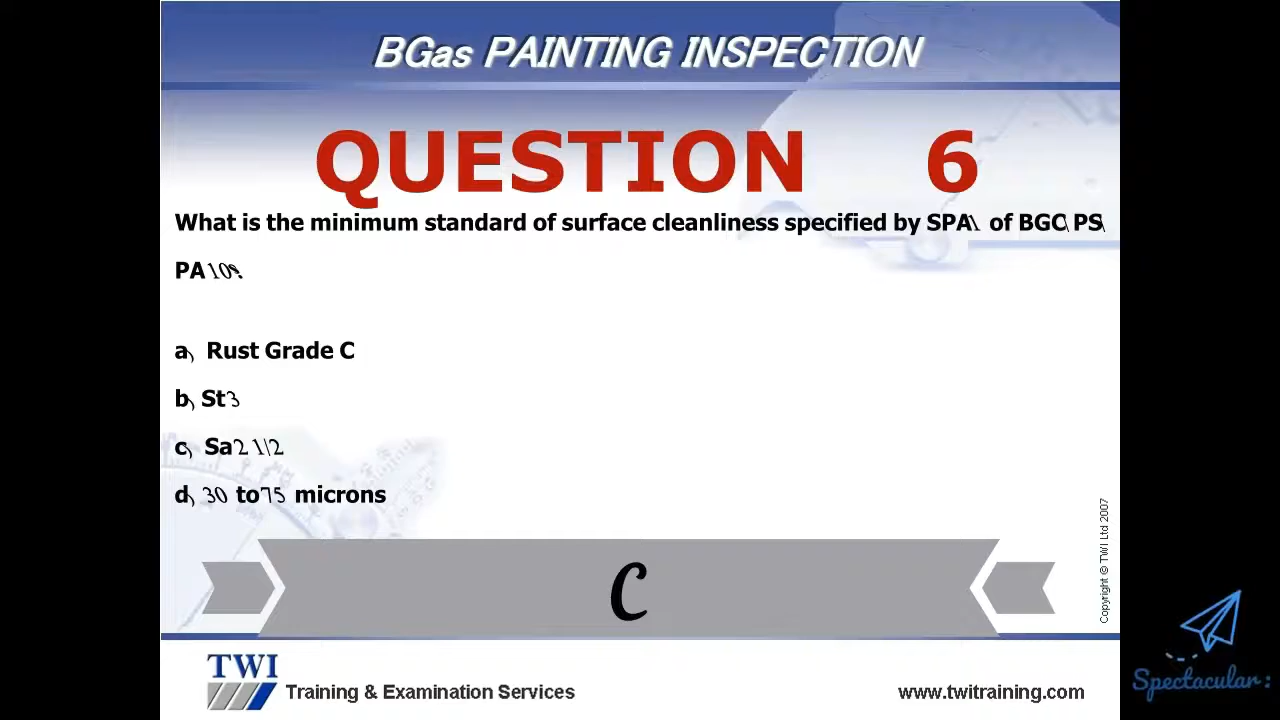 BGas PAINTING INSPECTION
QUESTION 6
What is the minimum standard of surface cleanliness specified by SPA1 of BGC\PS\
PA10?
a) Rust Grade C
b) St3
c) Sa2 1/2
d) 30 to75 microns
C
Copyright © TWI Ltd 2007
TWI
Training & Examination Services
www.twitraining.com
Spectacular: